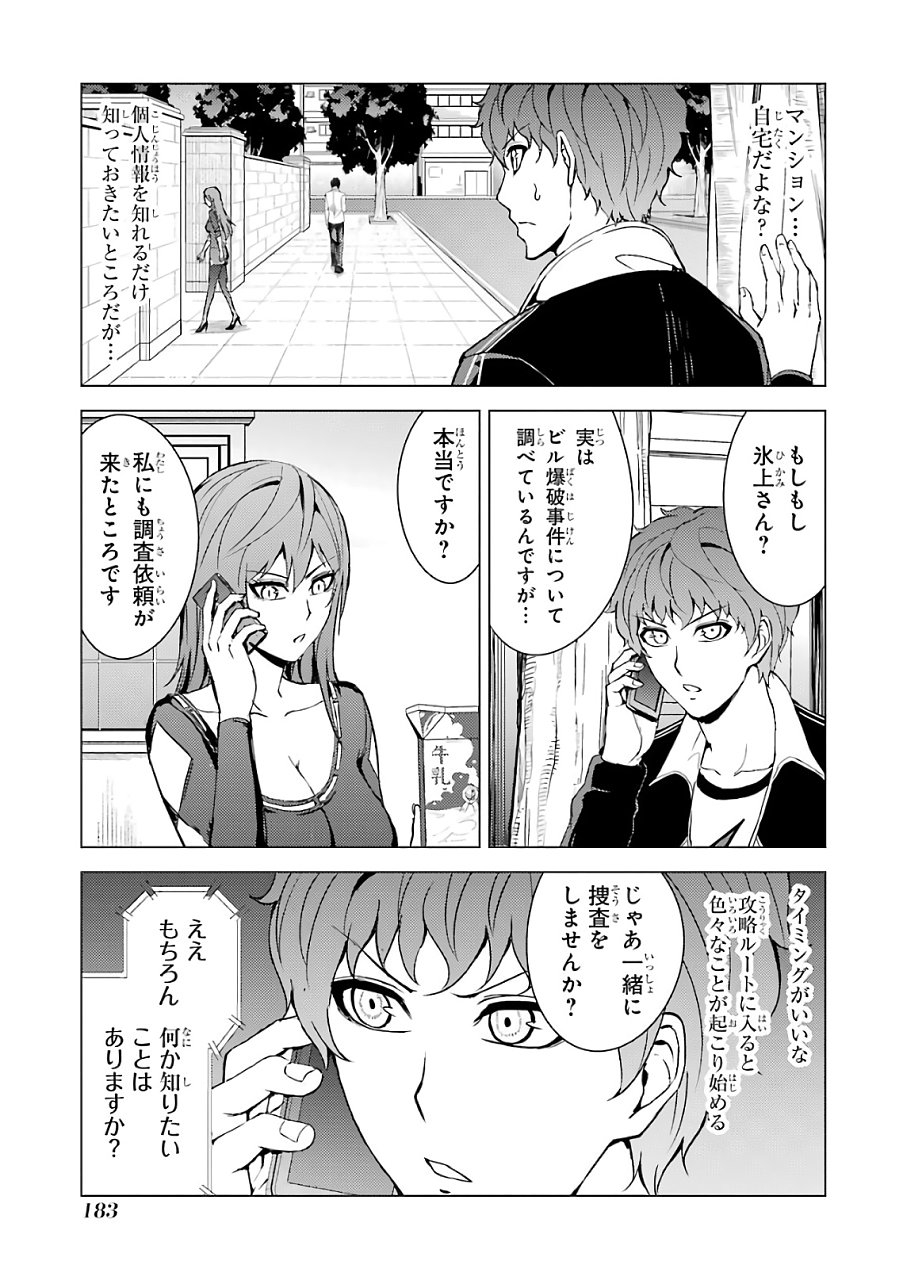 マンション…
自宅だよな?
個人情報を知れるだけ
知っておきたいところだが…
もしもし
氷上さん?
実は
ビル爆破事件について
調べているんですが…
本当ですか?
私にも調査依頼が
来たところです
牛乳
タイミングがいいな
攻略ルートに入ると
色々なことが起こり始める
じゃあ一緒に
捜査を
しませんか?
ええ
もちろん
何か知りたい
ことは
ありますか?
183